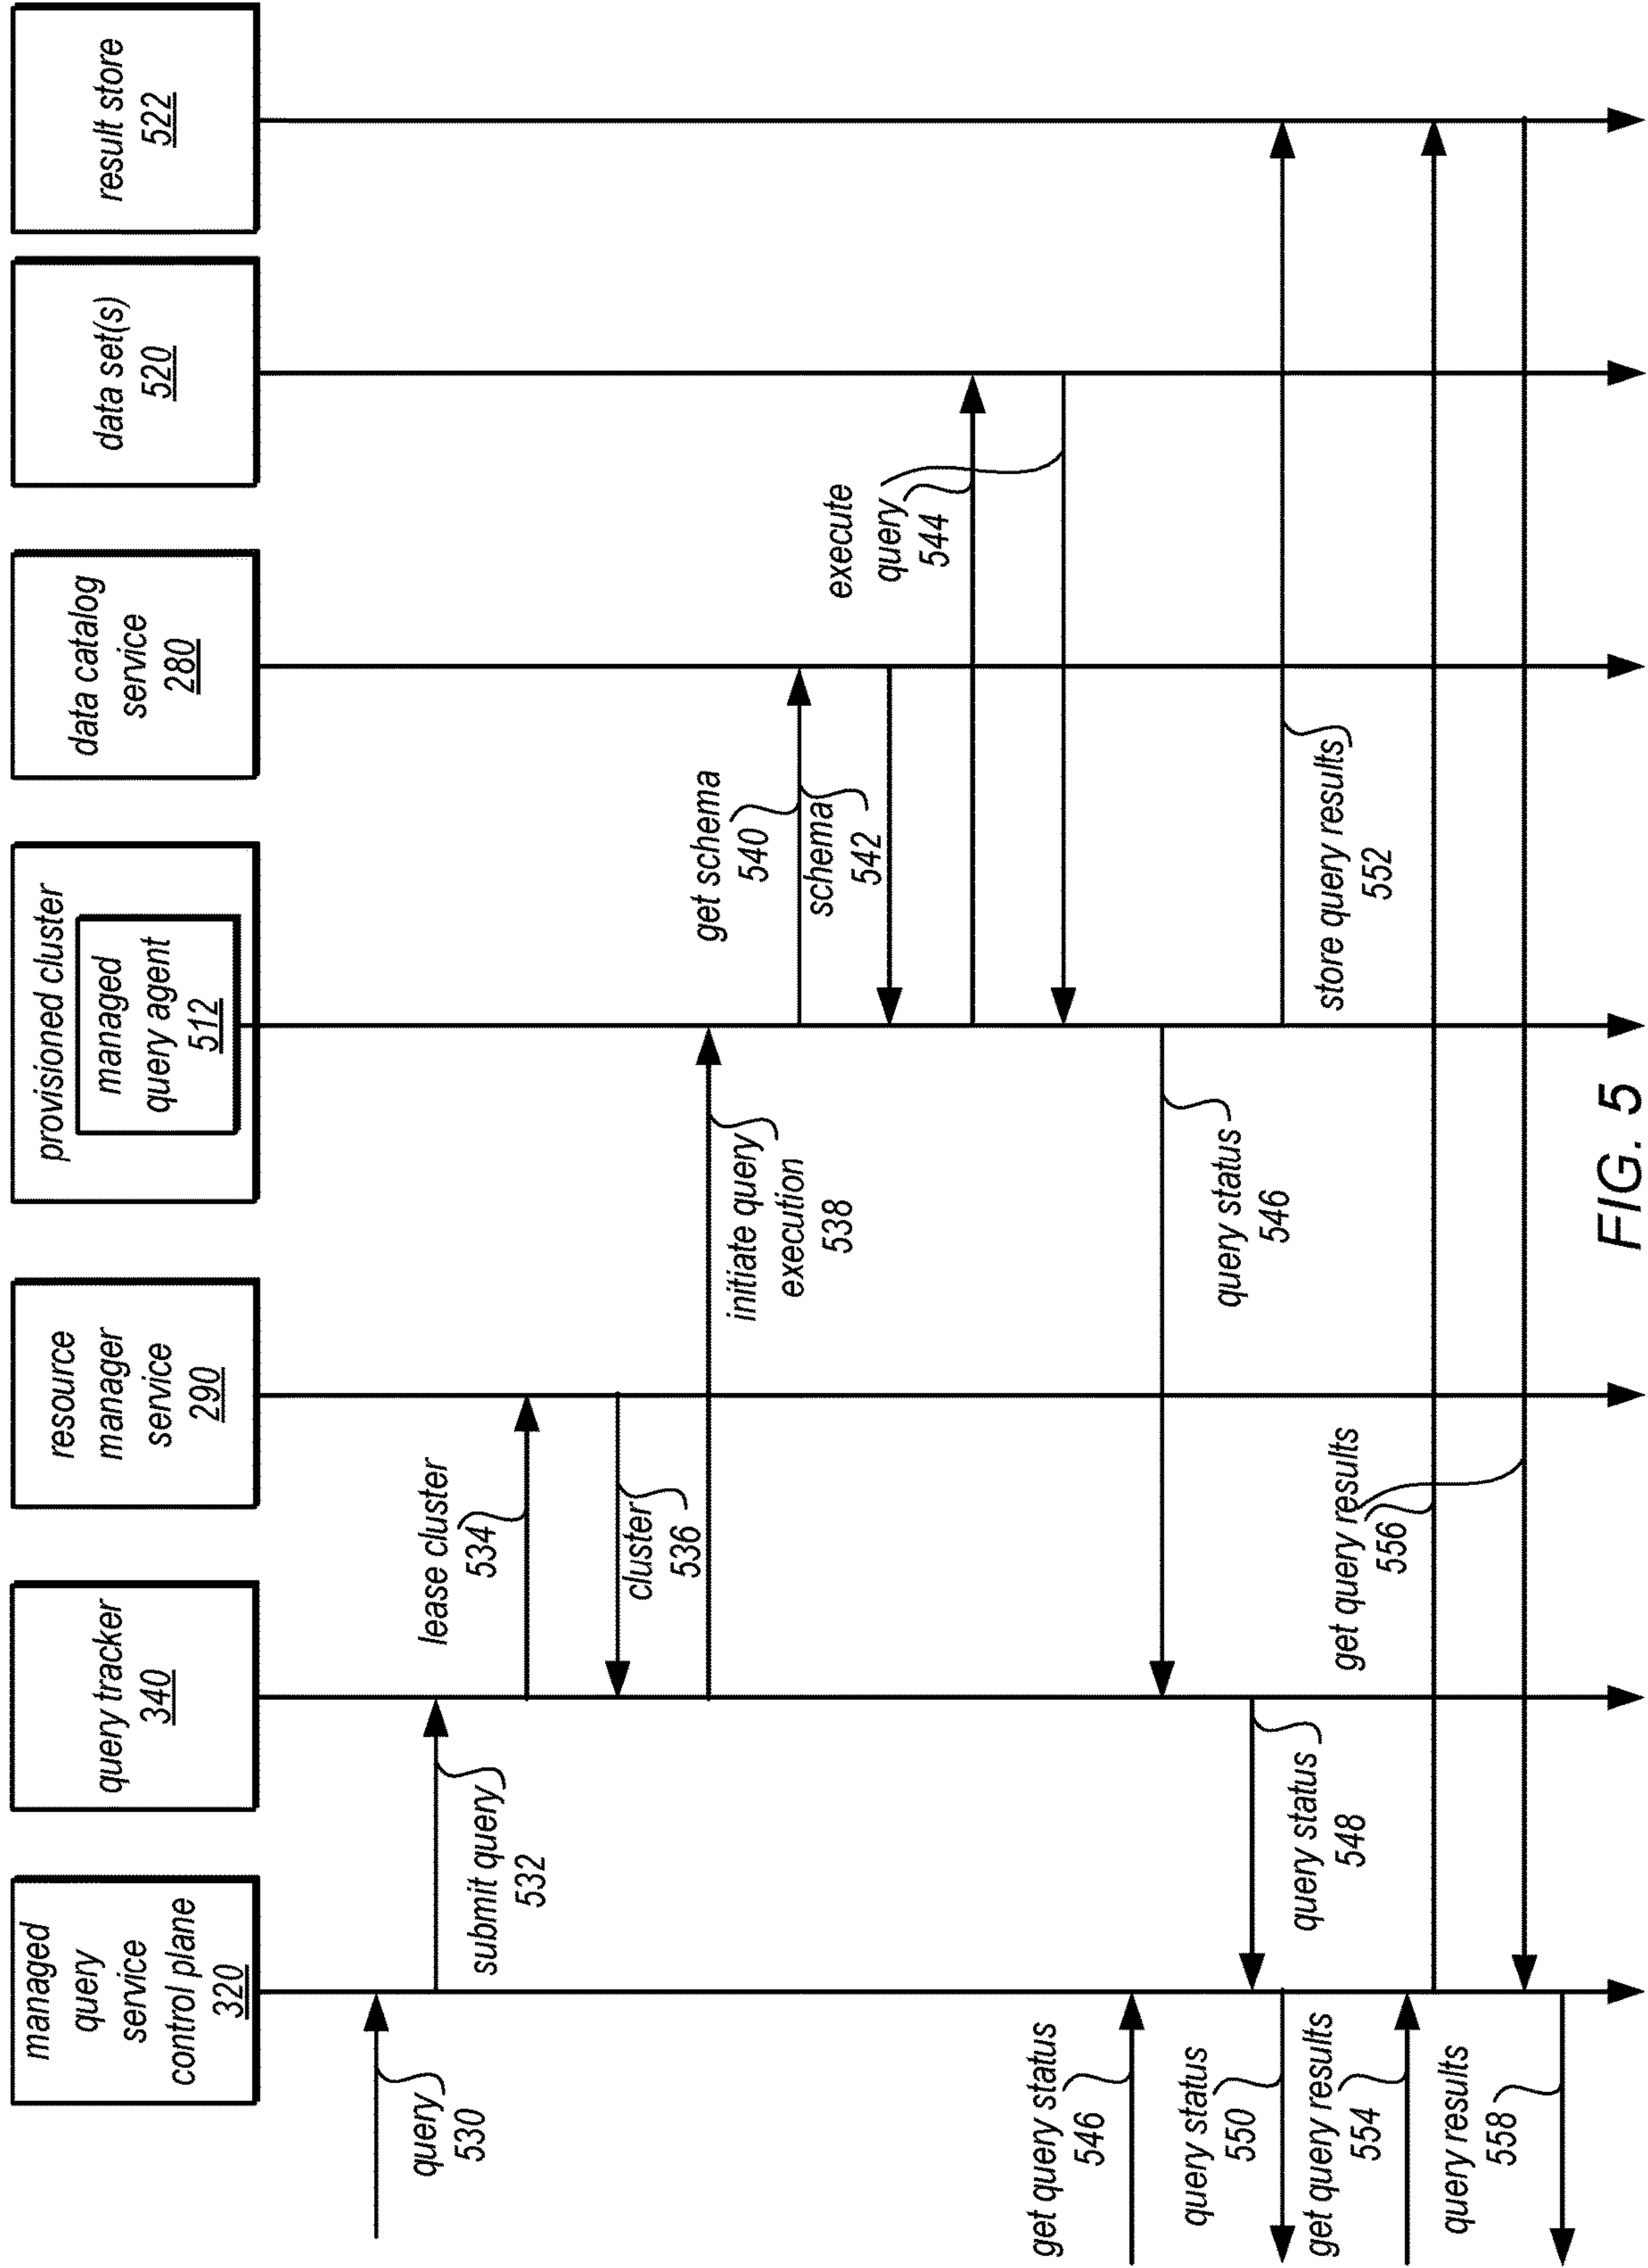 managed
query
service
control plane
320
query tracker
340
resource
manager
service
290
provisioned cluster
managed
query agent
512
data catalog
service
280
data set(s)
520
result store
522
query
530
submit query
532
lease cluster
534
cluster
536
initiate query
execution
538
get schema
540
schema
542
execute
query
544
get query status
546
query status
546
query status
548
query status
550
store query results
552
get query results
554
get query results
556
query results
558
FIG. 5